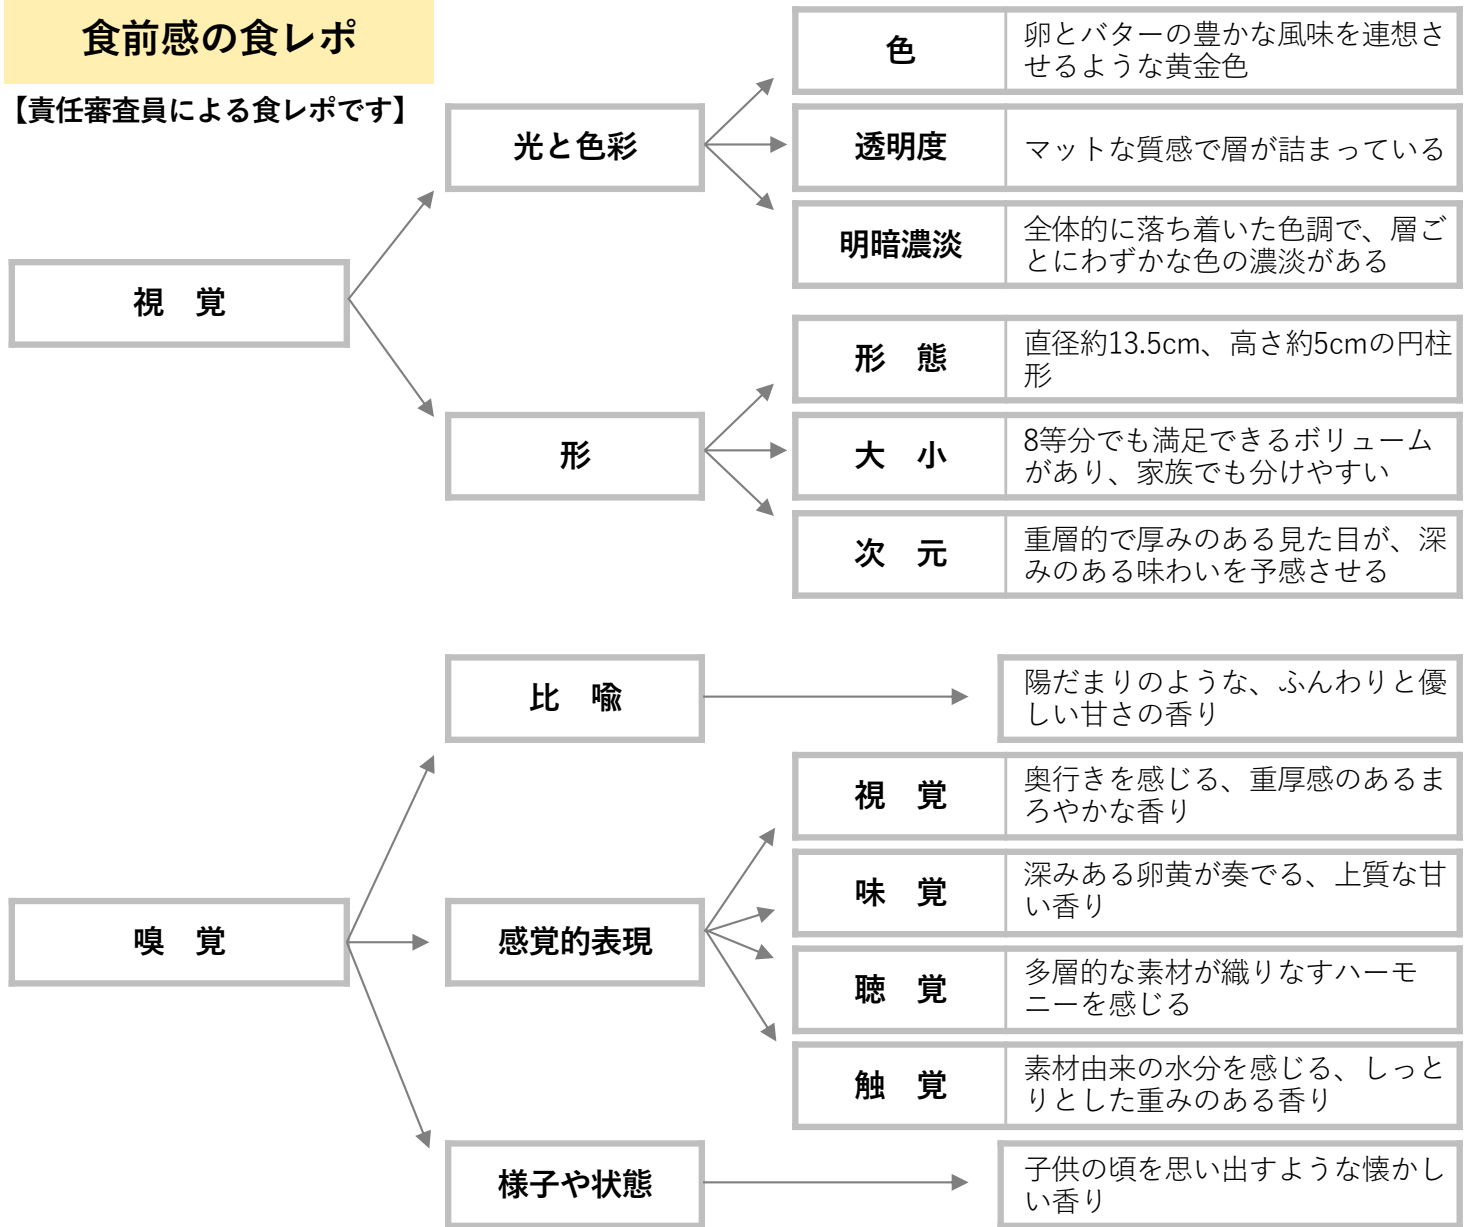 食前感の食レポ
【責任審査員による食レポです】
視　覚
光と色彩
色
卵とバターの豊かな風味を連想さ
せるような黄金色
透明度
マットな質感で層が詰まっている
明暗濃淡
全体的に落ち着いた色調で、層ご
とにわずかな色の濃淡がある
形
形　態
直径約13.5cm、高さ約5cmの円柱
形
大　小
8等分でも満足できるボリューム
があり、家族でも分けやすい
次　元
重層的で厚みのある見た目が、深
みのある味わいを予感させる
嗅　覚
比　喩
陽だまりのような、ふんわりと優
しい甘さの香り
感覚的表現
視　覚
奥行きを感じる、重厚感のあるま
ろやかな香り
味　覚
深みある卵黄が奏でる、上質な甘
い香り
聴　覚
多層的な素材が織りなすハーモ
ニーを感じる
触　覚
素材由来の水分を感じる、しっと
りとした重みのある香り
様子や状態
子供の頃を思い出すような懐かし
い香り